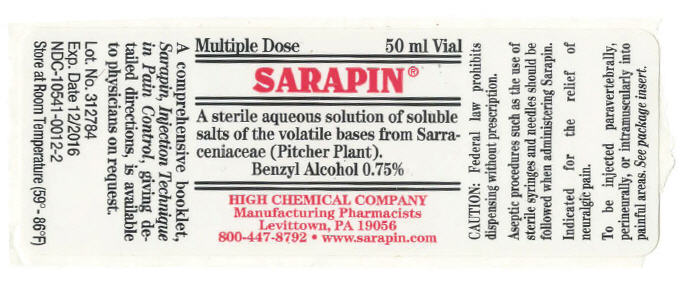 Multiple Dose 50 ml Vial
SARAPIN®
A sterile aqueous solution of soluble
salts of the volatile bases from Sarra-
ceniaceae (Pitcher Plant).
Benzyl Alcohol 0.75%
HIGH CHEMICAL COMPANY
Manufacturing Pharmacists
Levittown, PA 19056
800-447-8792 • www.sarapin.com
CAUTION: Federal law prohibits
dispensing without prescription.
Aseptic procedures such as the use of
sterile syringes and needles should be
followed when administering Sarapin.
Indicated for the relief of
neuralgic pain.
To be injected paravertebrally,
perineurally, or intramuscularly into
painful areas. See package insert.
A comprehensive booklet,
Sarapin, Injection Technique
in Pain Control, giving de-
tailed directions, is available
to physicians on request.
Lot. No. 312784
Exp. Date 12/2016
NDC-10541-0012-2
Store at Room Temperature (59° - 86°F)